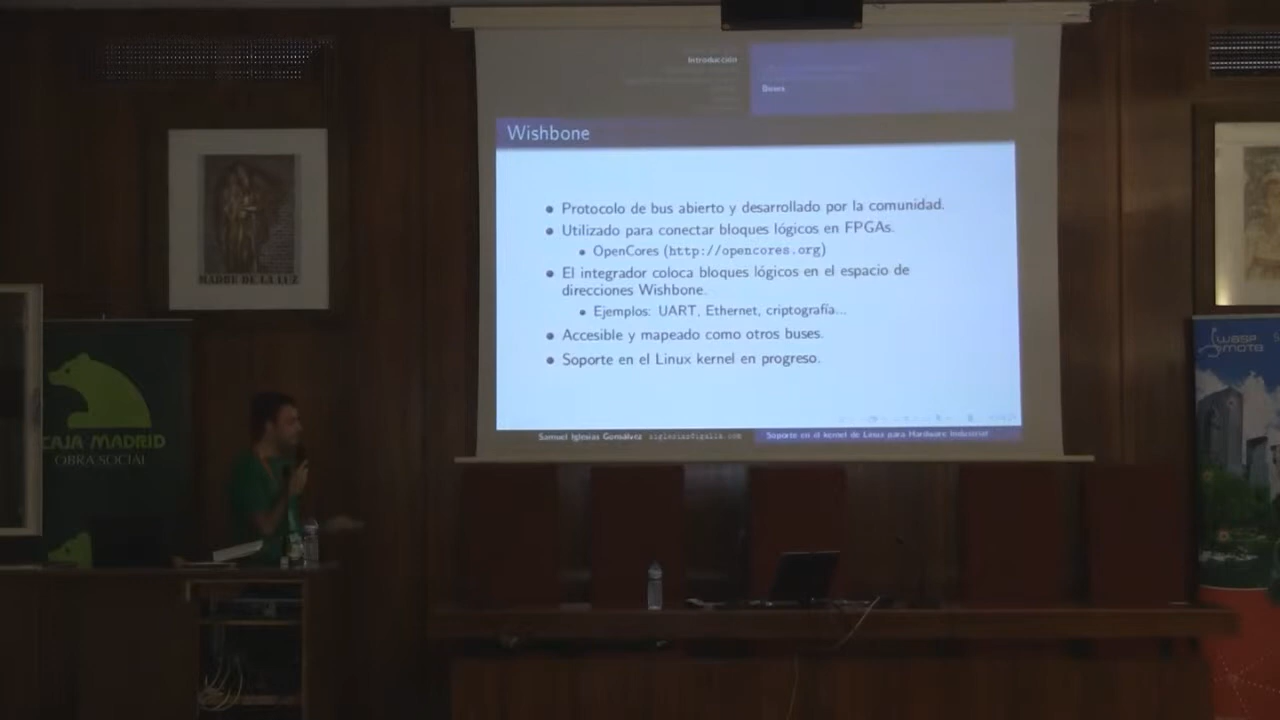 Introducción
Buses
Wishbone
Protocolo de bus abierto y desarrollado por la comunidad.
Utilizado para conectar bloques lógicos en FPGAs.
OpenCores (http://opencores.org)
El integrador coloca bloques lógicos en el espacio de
direcciones Wishbone.
Ejemplos: UART, Ethernet, criptografía...
Accesible y mapeado como otros buses.
Soporte en el Linux kernel en progreso.
Samuel Iglesias Gonsálvez siglesias@igalia.com
Soporte en el kernel de Linux para Hardware Industrial
MADRE DE LA LUZ
CAJA MADRID
OBRA SOCIAL
WASP
MOTE